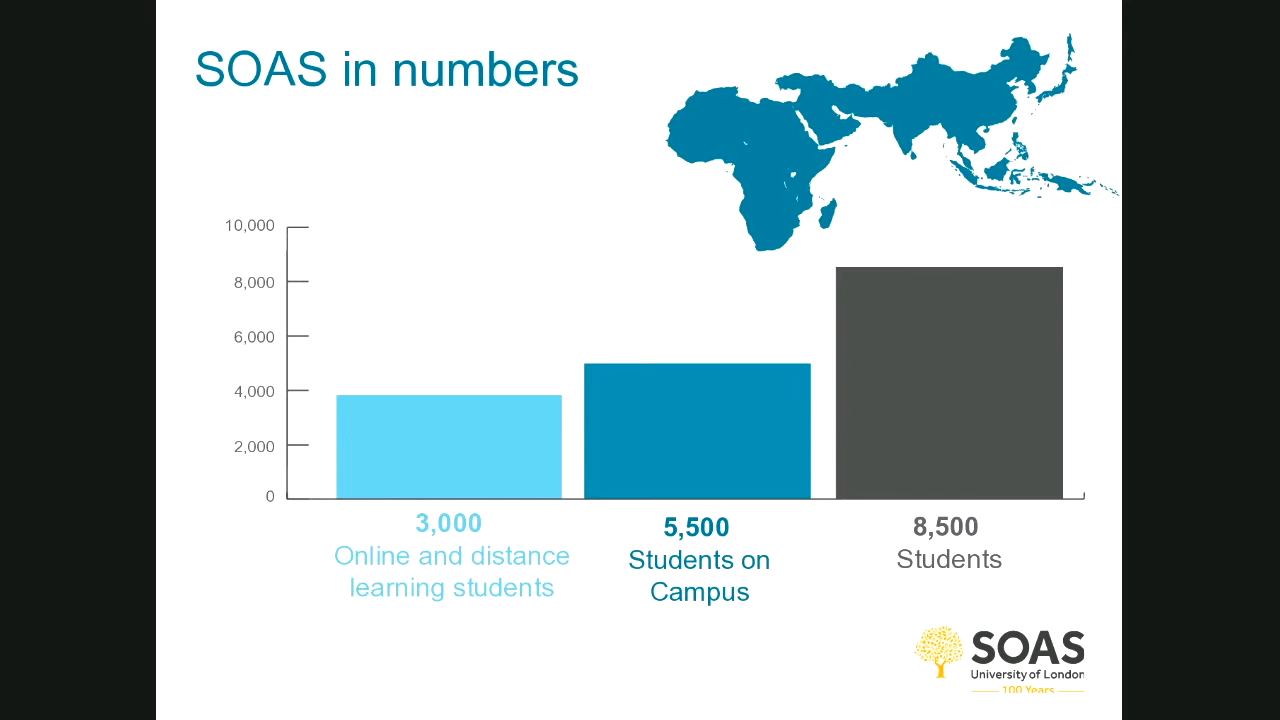 SOAS in numbers
10,000
8,000
6,000
4,000
2,000
0
3,000
Online and distance
learning students
5,500
Students on
Campus
8,500
Students
SOAS
University of London
100 Years